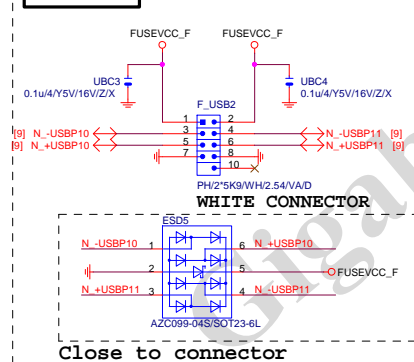 FUSEVCC_F FUSEVCC_F
UBC3 UBC4
0.1u/4/Y5V/16V/Z/X 0.1u/4/Y5V/16V/Z/X
F_USB2
1 2
[9] N_-USBP10 3 4 N_-USBP11 [9]
[9] N_+USBP10 5 6 N_+USBP11 [9]
7 8
10
PH/2*5K9/WH/2.54/VA/D
WHITE CONNECTOR
ESD5
N_-USBP10 1 6 N_+USBP10
2 5 FUSEVCC_F
N_+USBP11 3 4 N_-USBP11
AZC099-04S/SOT23-6L
Close to connector
Gigab